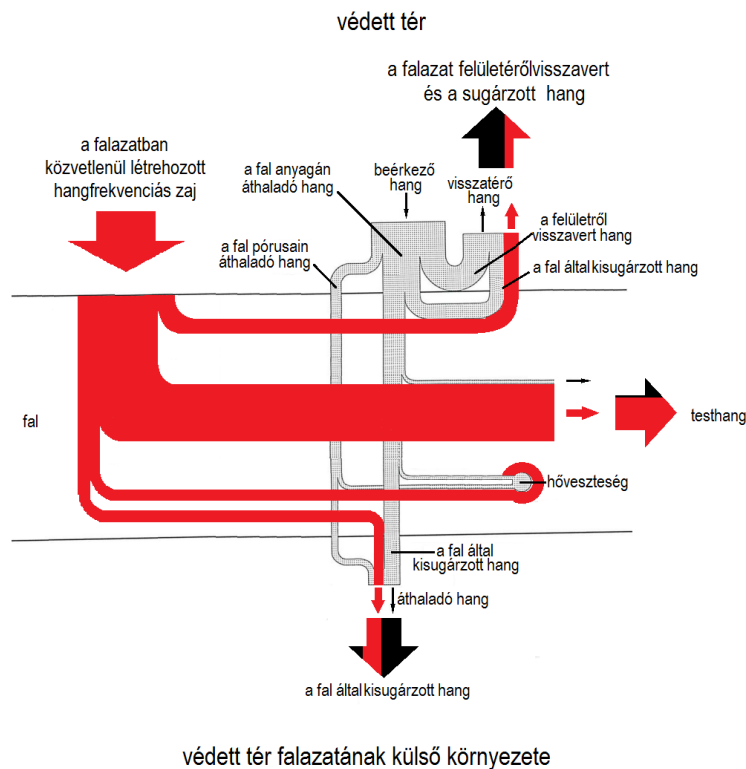 védett tér
a falazat felületérőlvisszavert
és a sugárzott hang
a falazatban
közvetlenül létrehozott
hangfrekvenciás zaj
a fal anyagán
áthaladó hang
beérkező
hang
visszatérő
hang
a felületről
visszavert hang
a fal pórusain
áthaladó hang
a fal általkisugárzott hang
fal
testhang
hőveszteség
a fal által
kisugárzott hang
áthaladó hang
a fal általkisugárzott hang
védett tér falazatának külső környezete